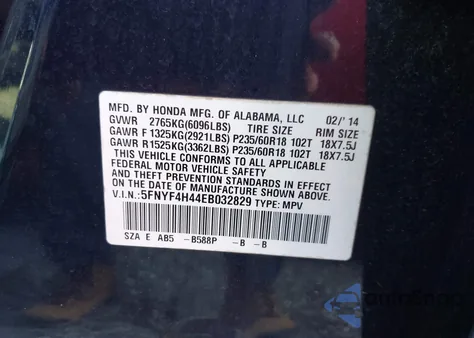 MFD. BY HONDA MFG. OF ALABAMA, LLC 02/'14
GVWR 2765KG(6096LBS) TIRE SIZE RIM SIZE
GAWR F 1325KG(2921LBS) P235/60R18 102T 18X7.5J
GAWR R 1525KG(3362LBS) P235/60R18 102T 18X7.5J
THIS VEHICLE CONFORMS TO ALL APPLICABLE
FEDERAL MOTOR VEHICLE SAFETY, BUMPER,
AND THEFT PREVENTION STANDARDS IN EFFECT
ON THE DATE OF MANUFACTURE SHOWN ABOVE.
V.I.N.:5FNYF4H44EB032829 TYPE: MPV
SZA E AB5 -B588P -B -B